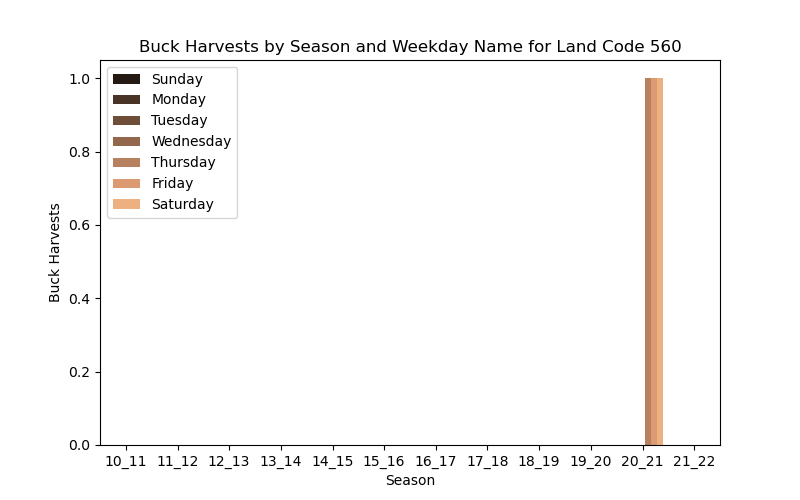 Buck Harvests by Season and Weekday Name for Land Code 560
Sunday
Monday
Tuesday
Wednesday
Thursday
Friday
Saturday
1.0
0.8
0.6
0.4
0.2
0.0
Buck Harvests
10_11 11_12 12_13 13_14 14_15 15_16 16_17 17_18 18_19 19_20 20_21 21_22
Season